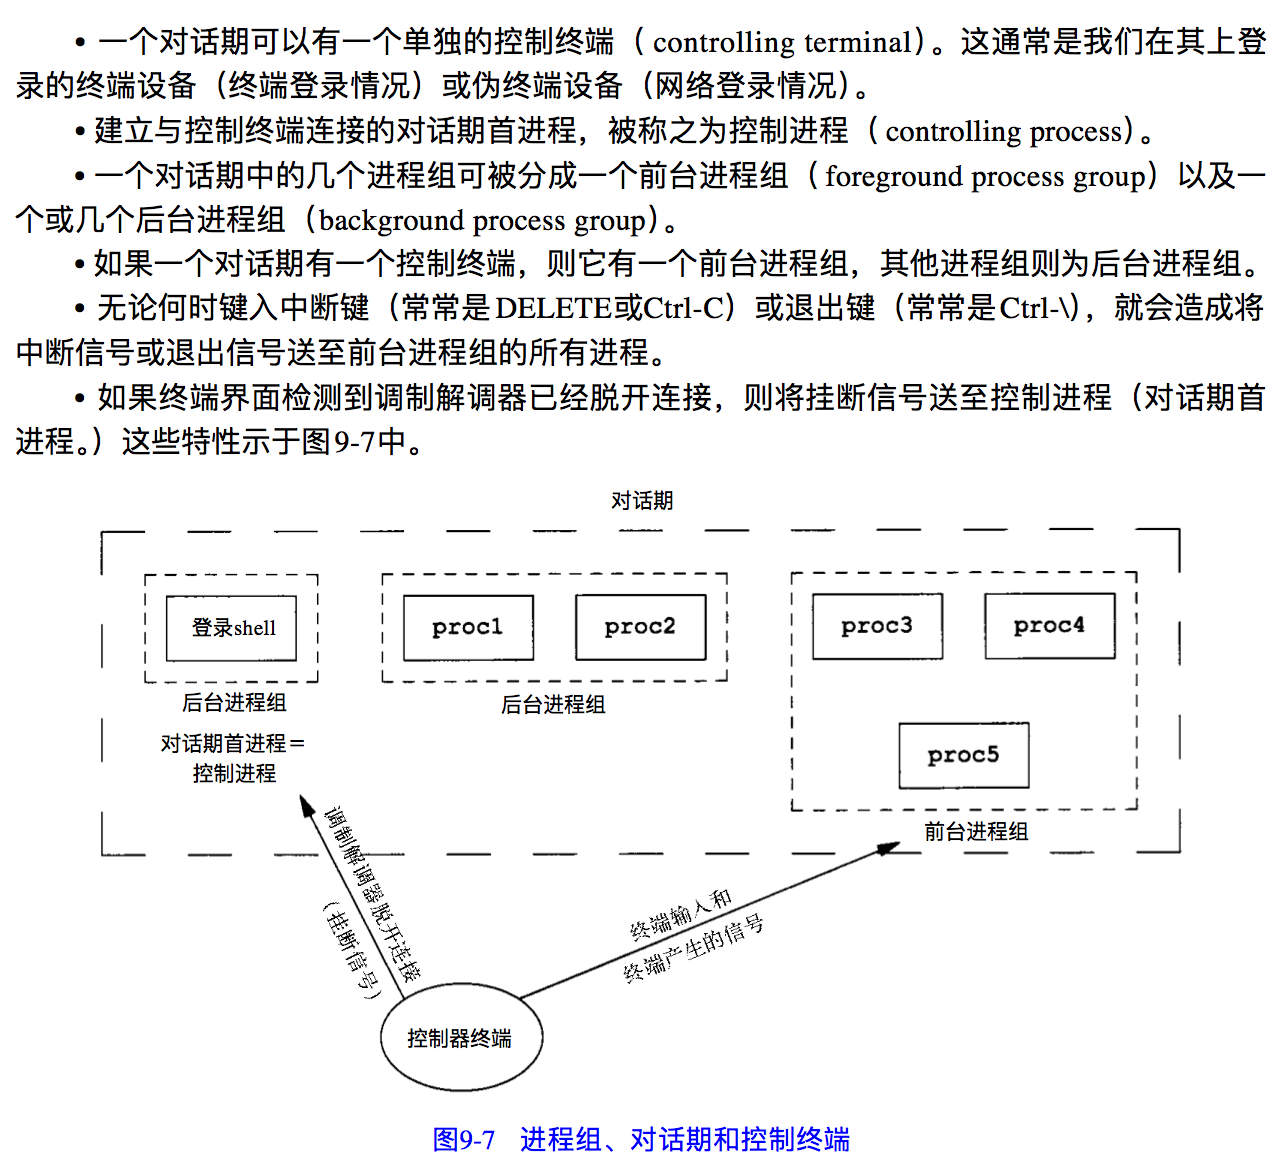 • 一个对话期可以有一个单独的控制终端（controlling terminal）。这通常是我们在其上登
录的终端设备（终端登录情况）或伪终端设备（网络登录情况）。
• 建立与控制终端连接的对话期首进程，被称之为控制进程（controlling process）。
• 一个对话期中的几个进程组可被分成一个前台进程组（foreground process group）以及一
个或几个后台进程组（background process group）。
• 如果一个对话期有一个控制终端，则它有一个前台进程组，其他进程组则为后台进程组。
• 无论何时键入中断键（常常是DELETE或Ctrl-C）或退出键（常常是Ctrl-\），就会造成将
中断信号或退出信号送至前台进程组的所有进程。
• 如果终端界面检测到调制解调器已经脱开连接，则将挂断信号送至控制进程（对话期首
进程。）这些特性示于图9-7中。
对话期
登录shell
proc1
proc2
proc3
proc4
后台进程组
后台进程组
对话期首进程＝
控制进程
proc5
前台进程组
调制解调器脱开连接
（挂断信号）
终端输入和
终端产生的信号
控制器终端
图9-7 进程组、对话期和控制终端